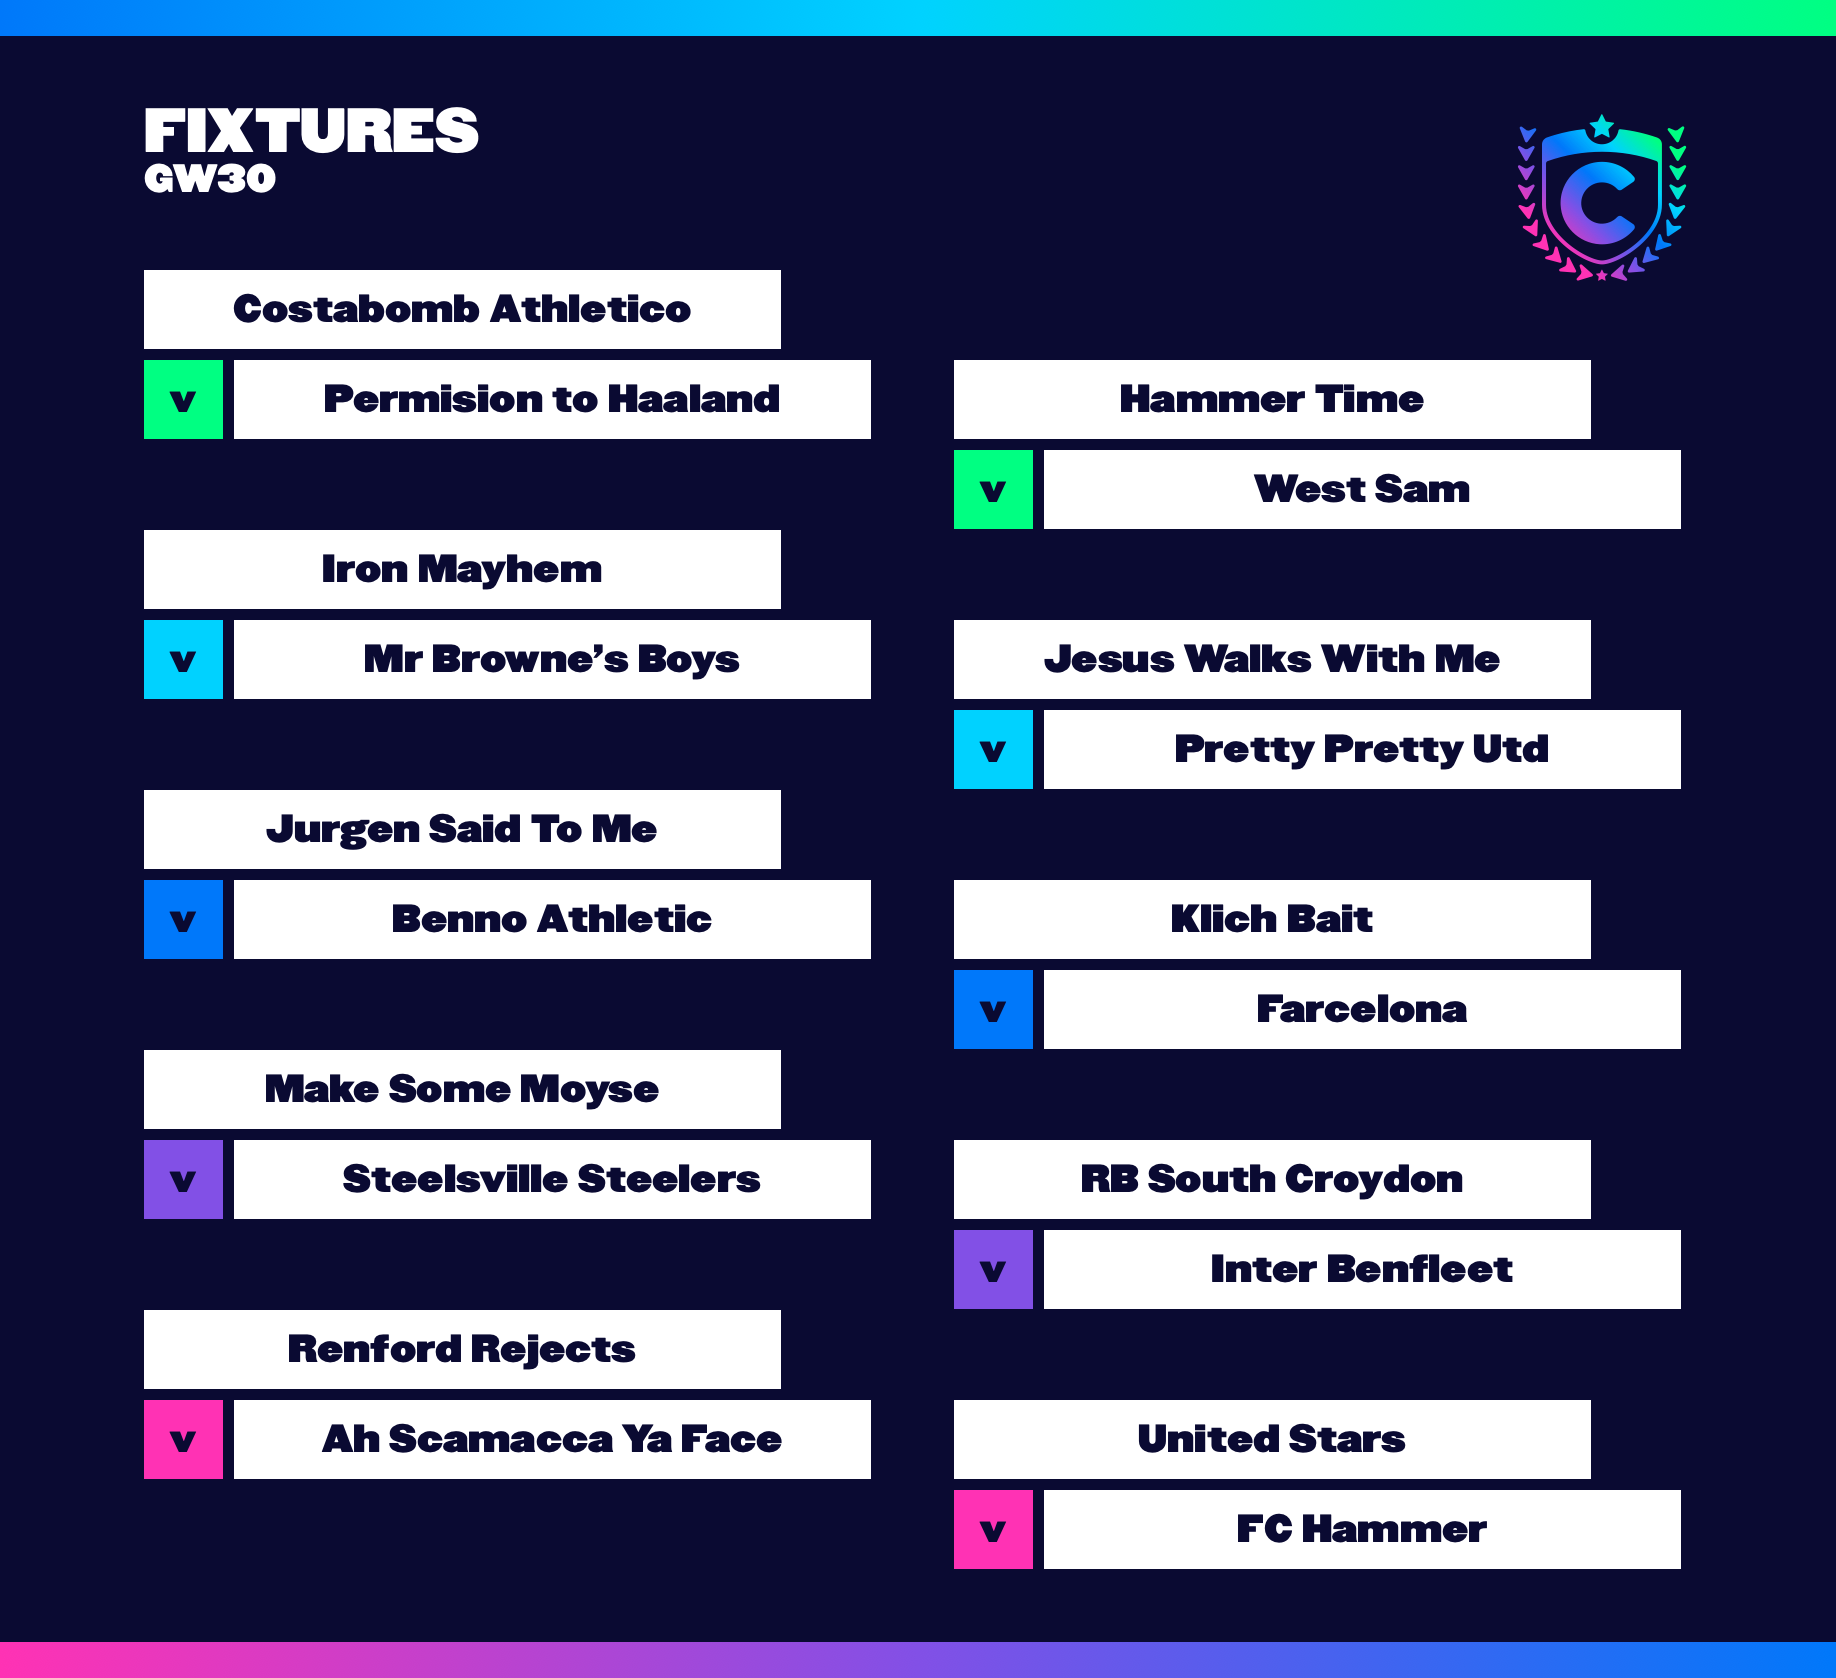 FIXTURES
GW30
C
Costabomb Athletico
v Permision to Haaland
Iron Mayhem
v Mr Browne’s Boys
Jurgen Said To Me
v Benno Athletic
Make Some Moyse
v Steelsville Steelers
Renford Rejects
v Ah Scamacca Ya Face
Hammer Time
v West Sam
Jesus Walks With Me
v Pretty Pretty Utd
Klich Bait
v Farcelona
RB South Croydon
v Inter Benfleet
United Stars
v FC Hammer